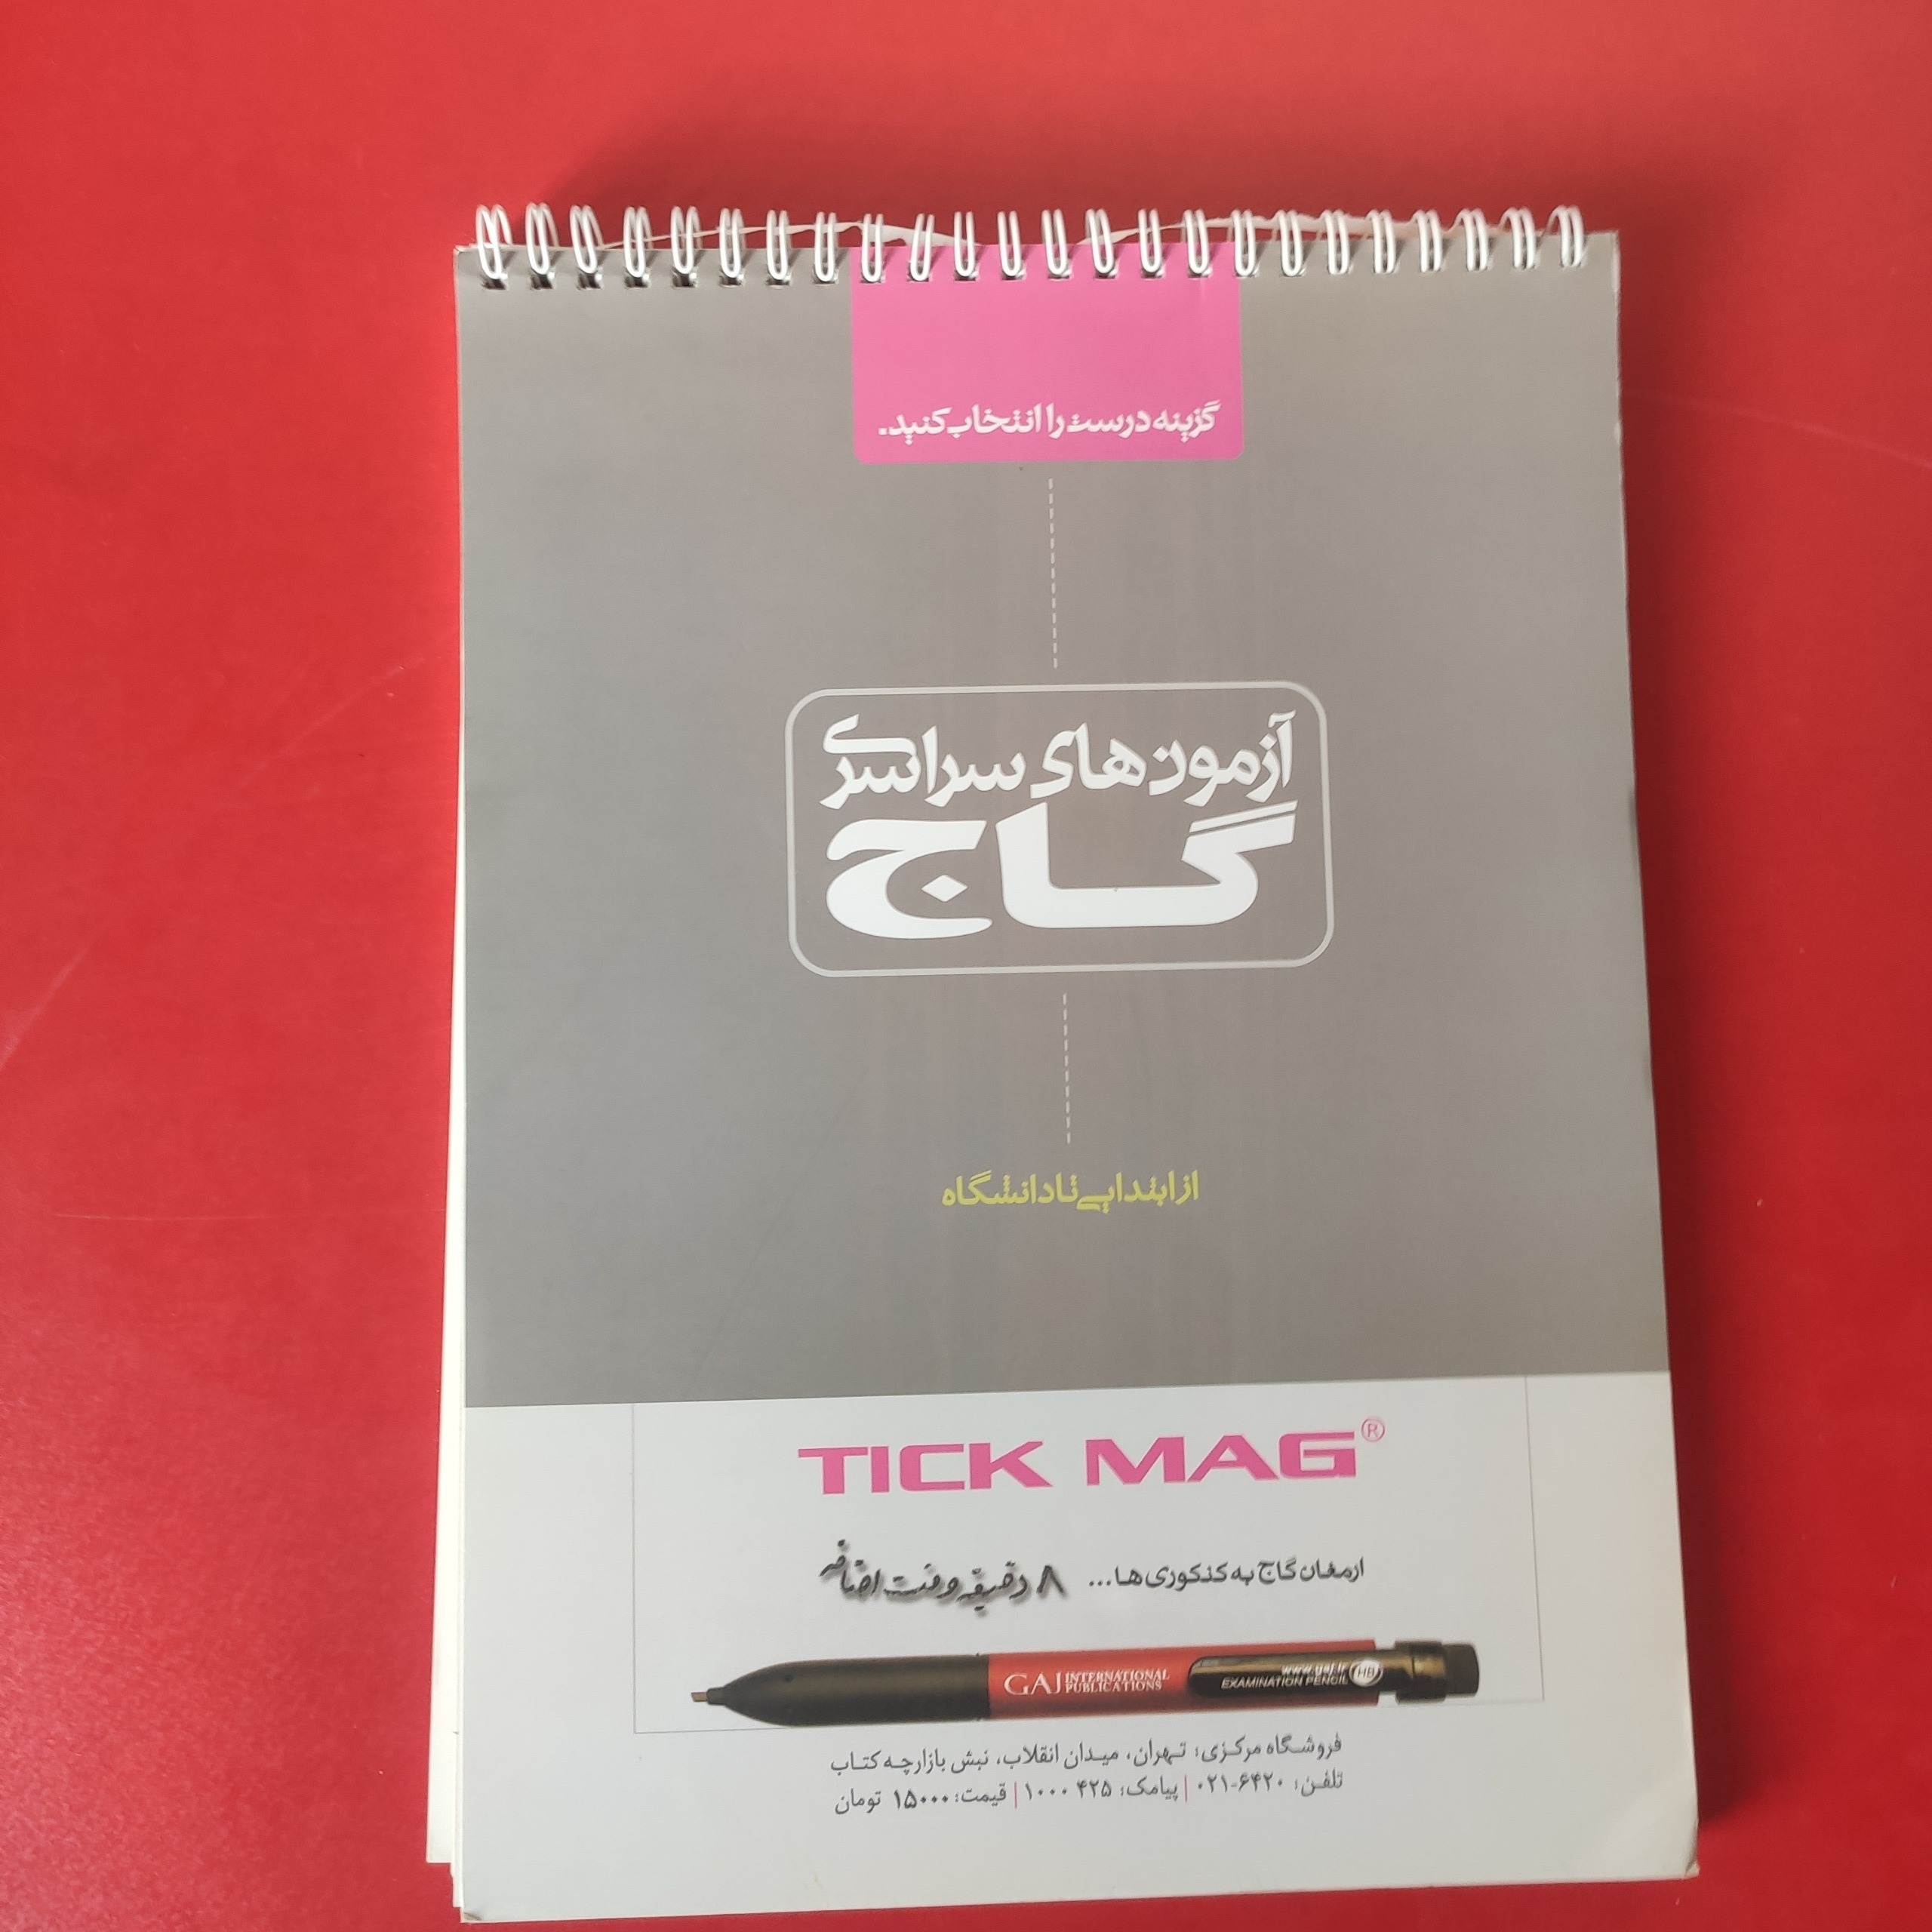 گزینه درست را انتخاب کنید.
آزمون های سراسری
گاج
از ابتدایی تا دانشگاه
TICK MAG®
ارمغان گاج به کنکوری ها... ۸ دقیقه وقت اضافه
GAJ INTERNATIONAL PUBLICATIONS
www.gaj.ir
EXAMINATION PENCIL HB
فروشگاه مرکزی: تهران، میدان انقلاب، نبش بازارچه کتاب
تلفن: ۶۴۲۰-۰۲۱ | پیامک: ۴۲۵ ۱۰۰۰ | قیمت: ۱۵۰۰۰ تومان